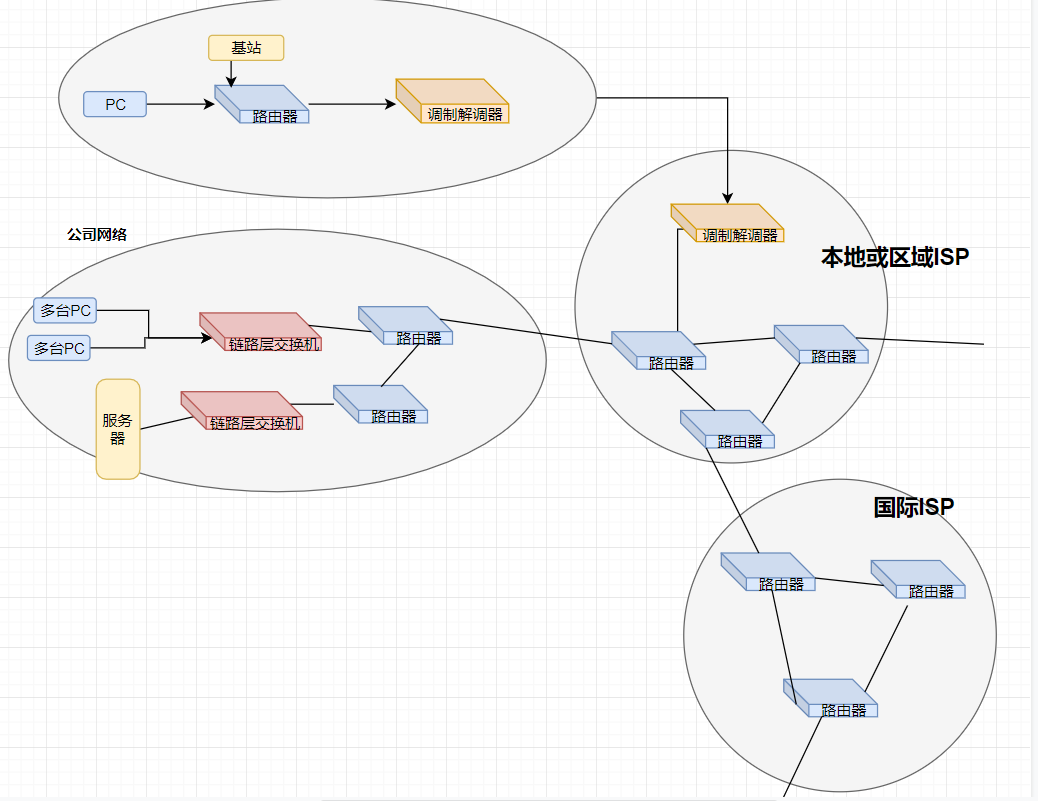 基站
PC
路由器
调制解调器
调制解调器
本地或区域ISP
公司网络
多台PC
多台PC
链路层交换机
路由器
路由器
路由器
服务
器
链路层交换机
路由器
路由器
国际ISP
路由器
路由器
路由器